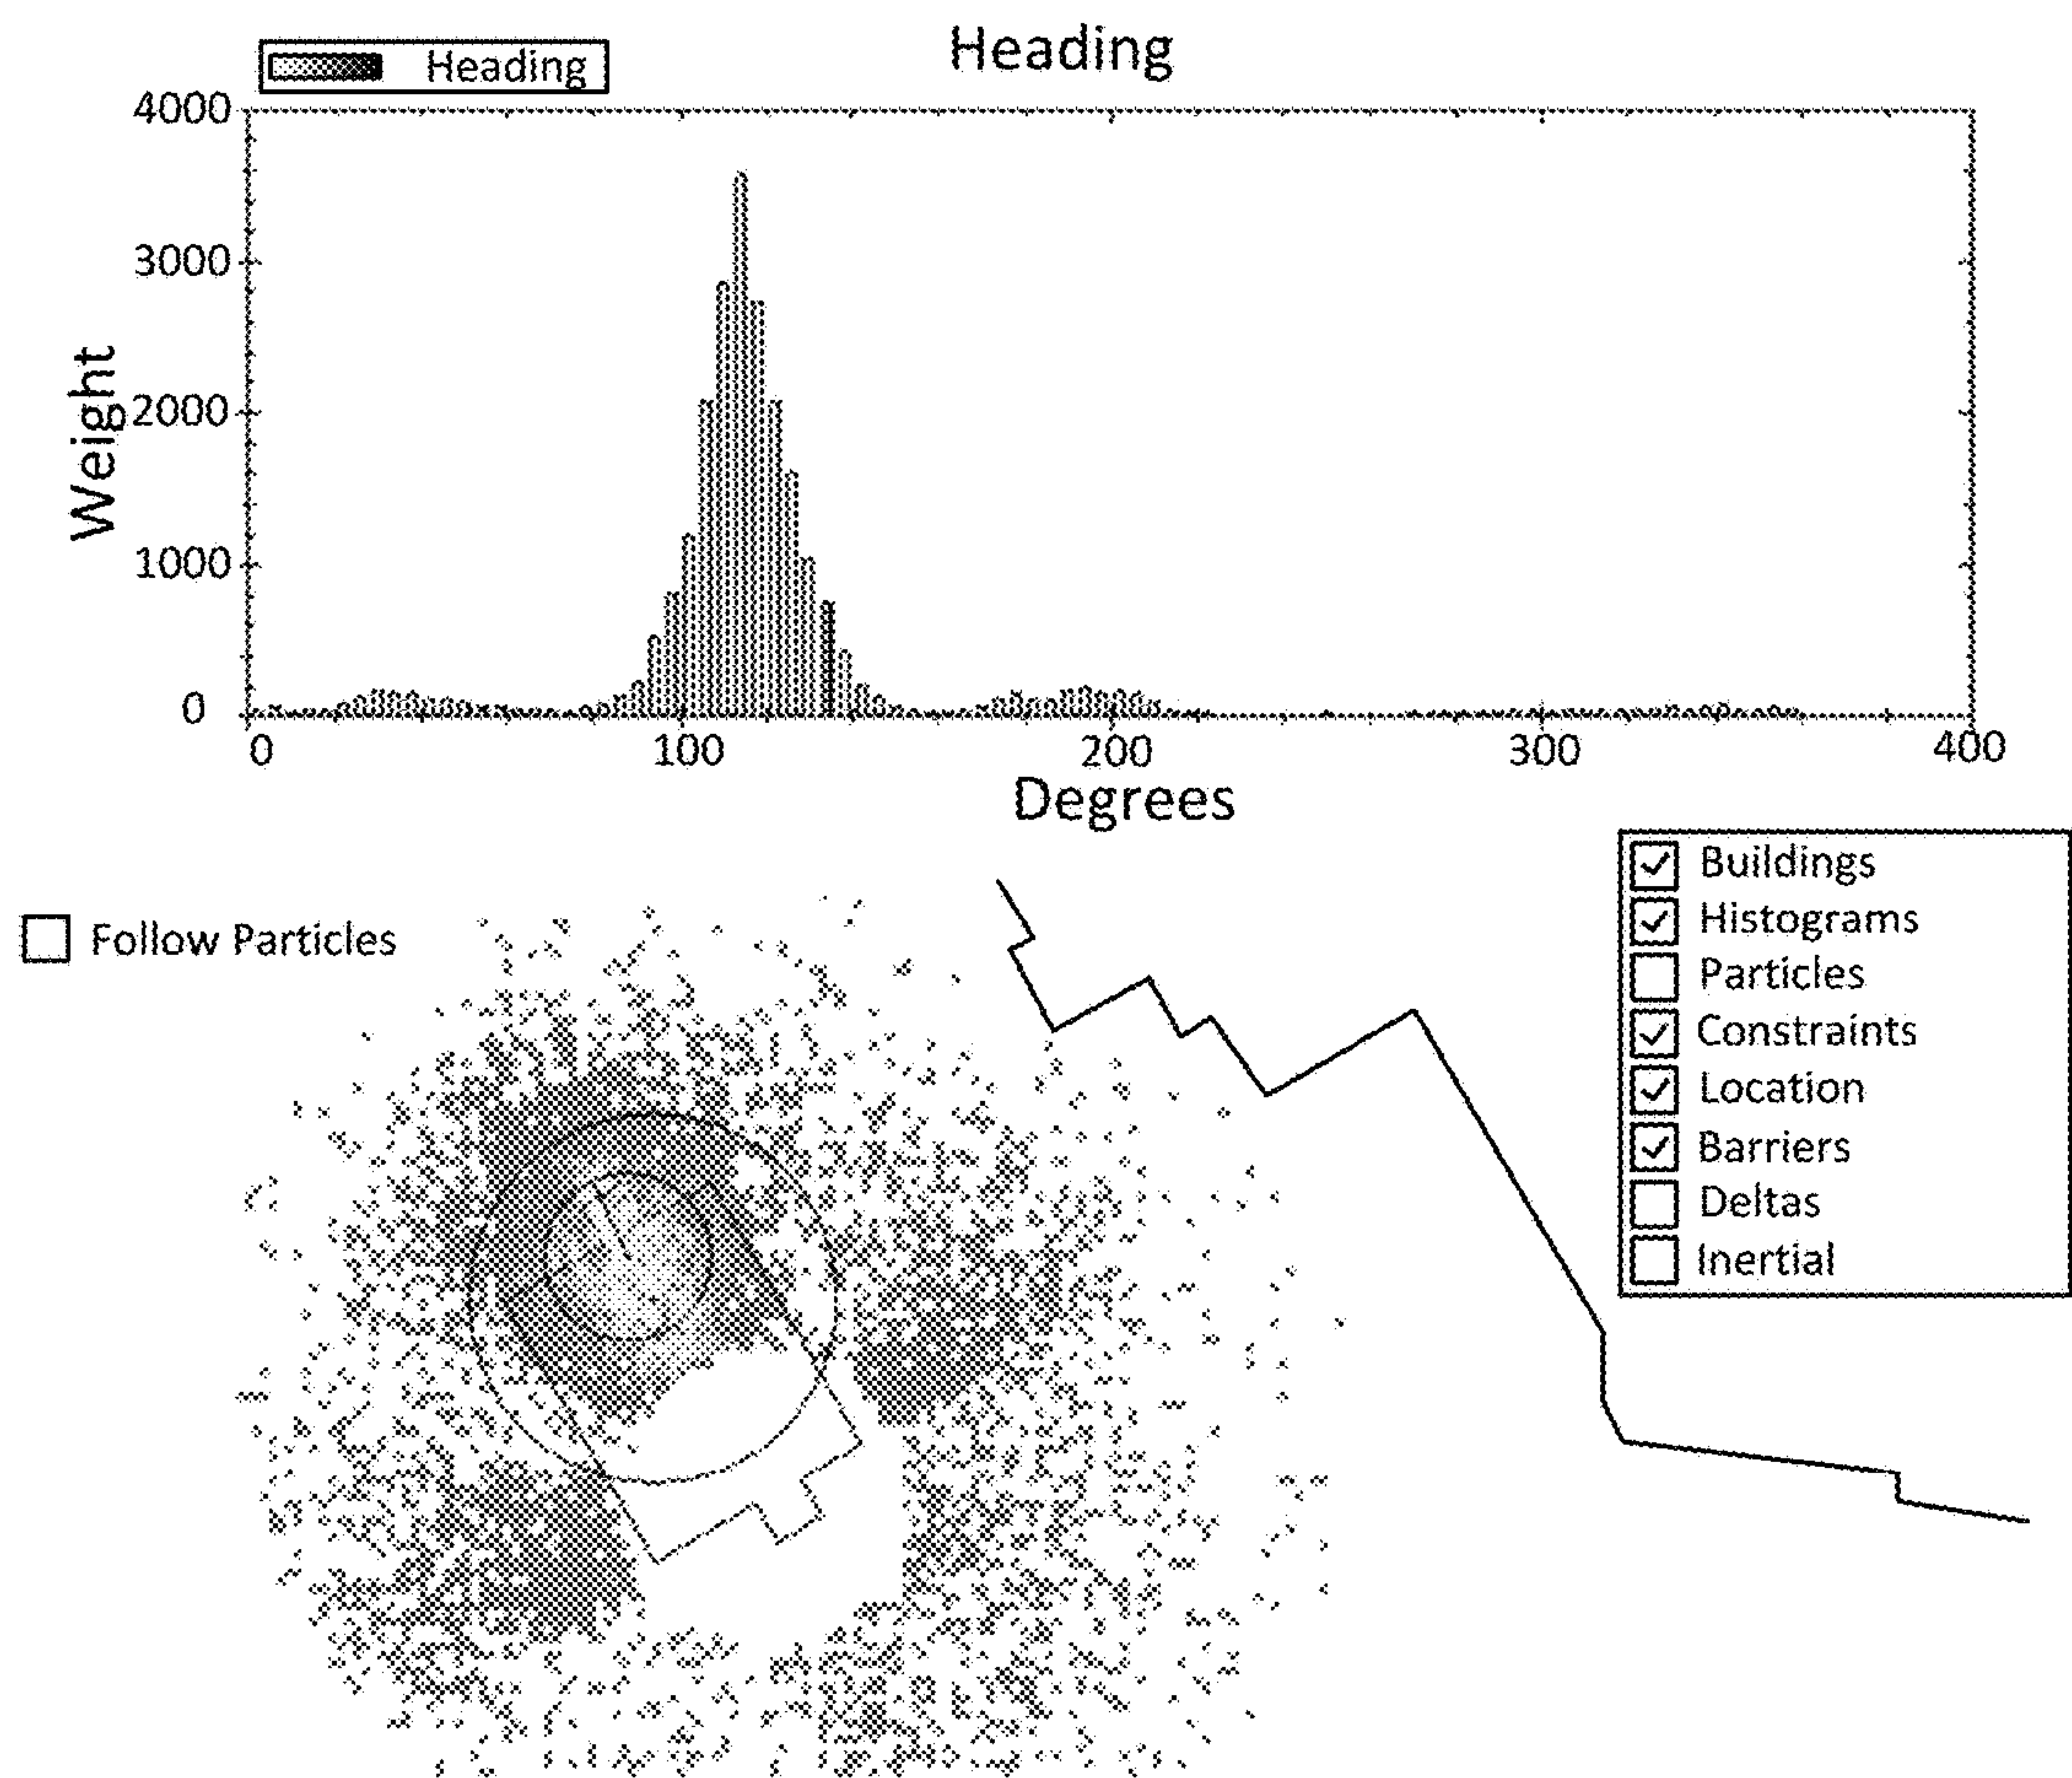 Heading
Heading
4000
3000
2000
1000
0
Weight
0 100 200 300 400
Degrees
Follow Particles
Buildings
Histograms
Particles
Constraints
Location
Barriers
Deltas
Inertial